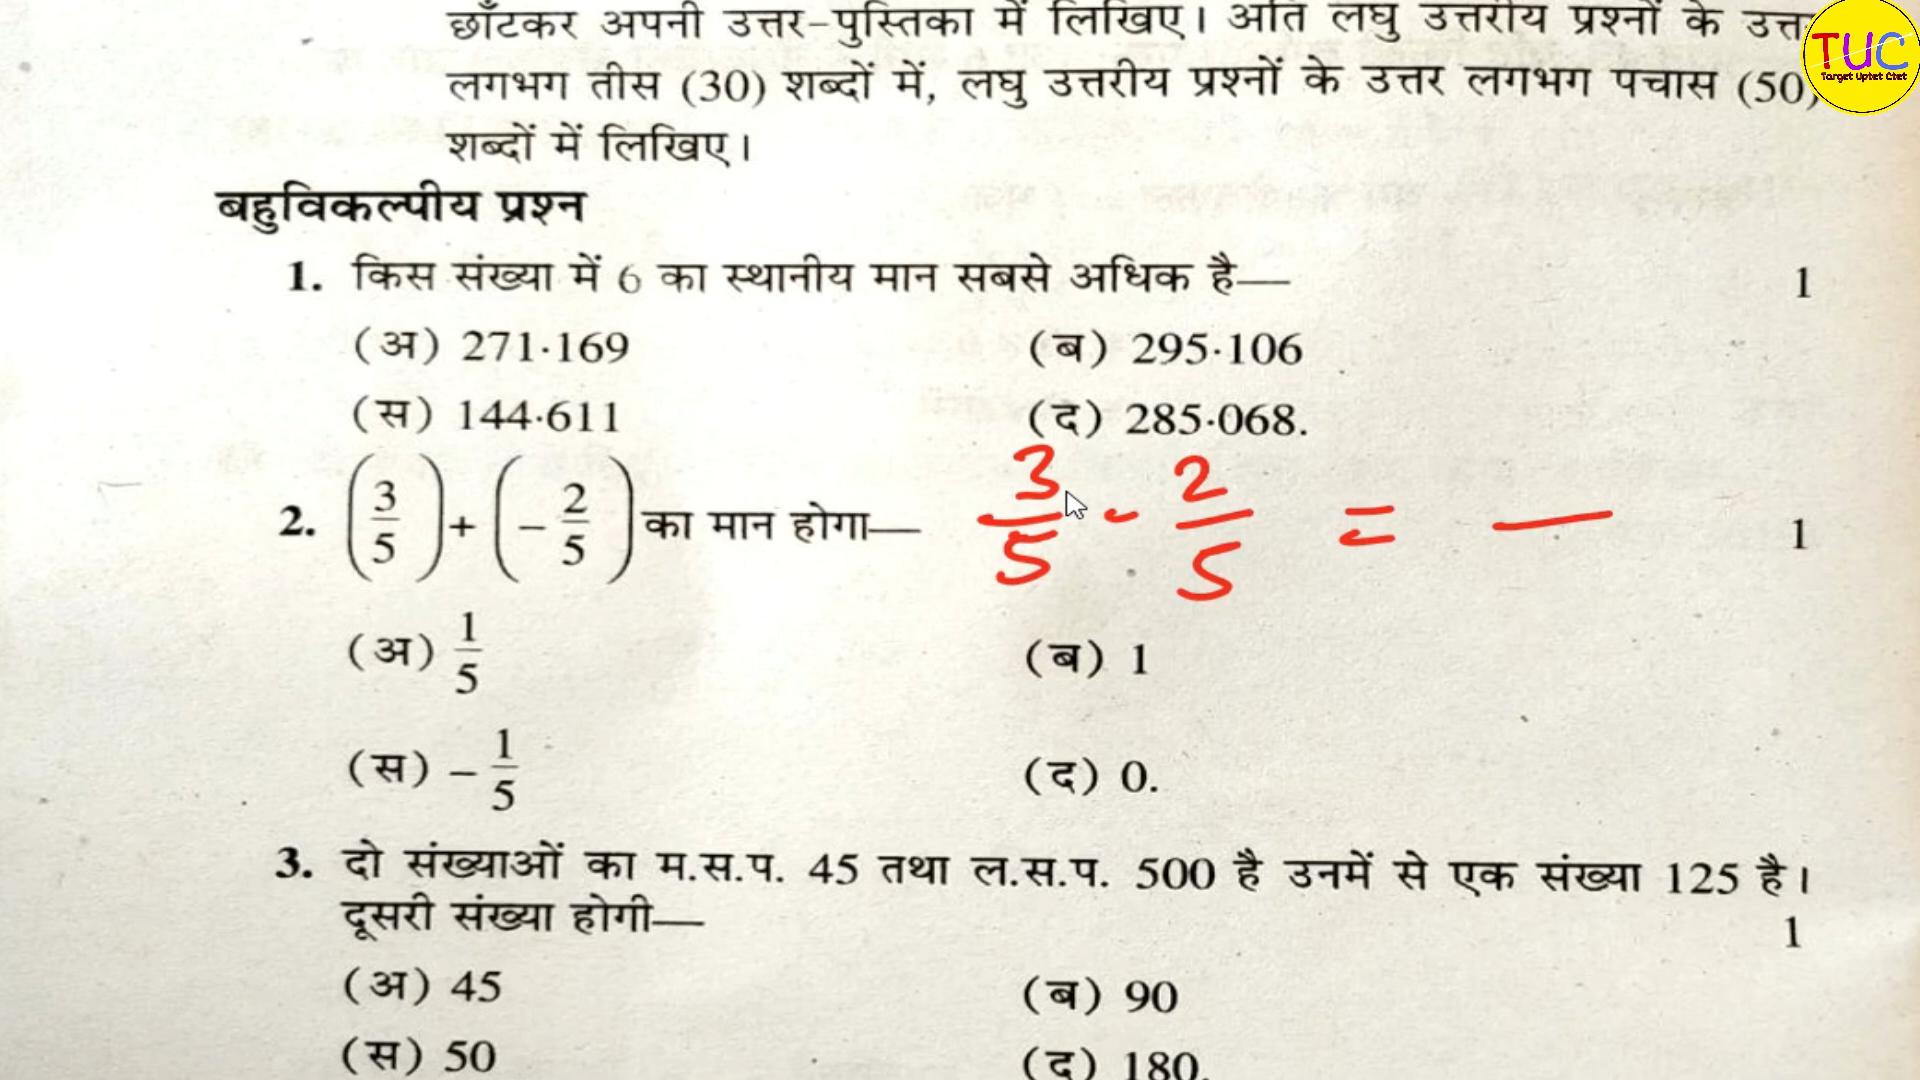 छाँटकर अपनी उत्तर-पुस्तिका में लिखिए। अति लघु उत्तरीय प्रश्नों के
TUC
Target Uptet Ctet
लगभग तीस (30) शब्दों में, लघु उत्तरीय प्रश्नों के उत्तर लगभग पचास (50)
शब्दों में लिखिए।
बहुविकल्पीय प्रश्न
1. किस संख्या में 6 का स्थानीय मान सबसे अधिक है— 1
(अ) 271·169 (ब) 295·106
(स) 144·611 (द) 285·068.
2. (3/5) + (− 2/5) का मान होगा— 3/5 - 2/5 = — 1
(अ) 1/5 (ब) 1
(स) − 1/5 (द) 0.
3. दो संख्याओं का म.स.प. 45 तथा ल.स.प. 500 है उनमें से एक संख्या 125 है।
दूसरी संख्या होगी— 1
(अ) 45 (ब) 90
(स) 50 (द) 180.